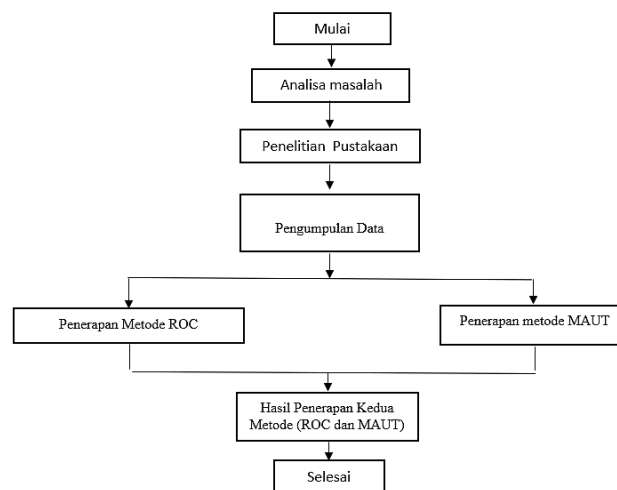 Mulai
Analisa masalah
Penelitian Pustakaan
Pengumpulan Data
Penerapan Metode ROC
Penerapan metode MAUT
Hasil Penerapan Kedua
Metode (ROC dan MAUT)
Selesai